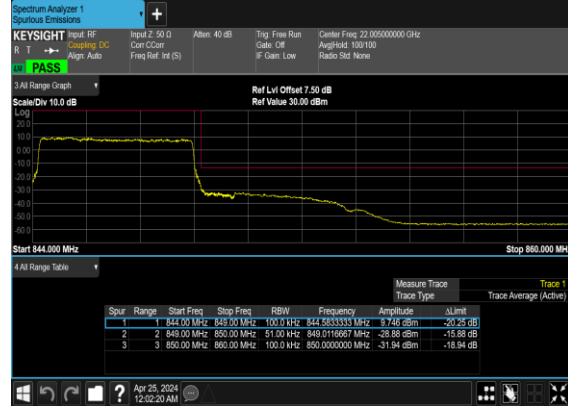 Spectrum Analyzer 1
Spurious Emissions
+
KEYSIGHT Input: RF Input Z: 50 Ω Atten: 40 dB Trig: Free Run Center Freq: 22.005000000 GHz
R T Coupling: DC Corr CCorr Gate: Off Avg|Hold: 100/100
Align: Auto Freq Ref: Int (S) IF Gain: Low Radio Std: None
PASS
3 All Range Graph
Ref Lvl Offset 7.50 dB
Scale/Div 10.0 dB Ref Value 30.00 dBm
Log
20.0
10.0
0.00
-10.0
-20.0
-30.0
-40.0
-50.0
-60.0
Start 844.000 MHz Stop 860.000 MHz
4 All Range Table
Measure Trace Trace 1
Trace Type Trace Average (Active)
Spur Range Start Freq Stop Freq RBW Frequency Amplitude ΔLimit
1 1 844.00 MHz 849.00 MHz 100.0 kHz 844.5833333 MHz 9.746 dBm -20.25 dB
2 2 849.00 MHz 850.00 MHz 51.00 kHz 849.0116667 MHz -28.88 dBm -15.88 dB
3 3 850.00 MHz 860.00 MHz 100.0 kHz 850.0000000 MHz -31.94 dBm -18.94 dB
? Apr 25, 2024
12:02:20 AM